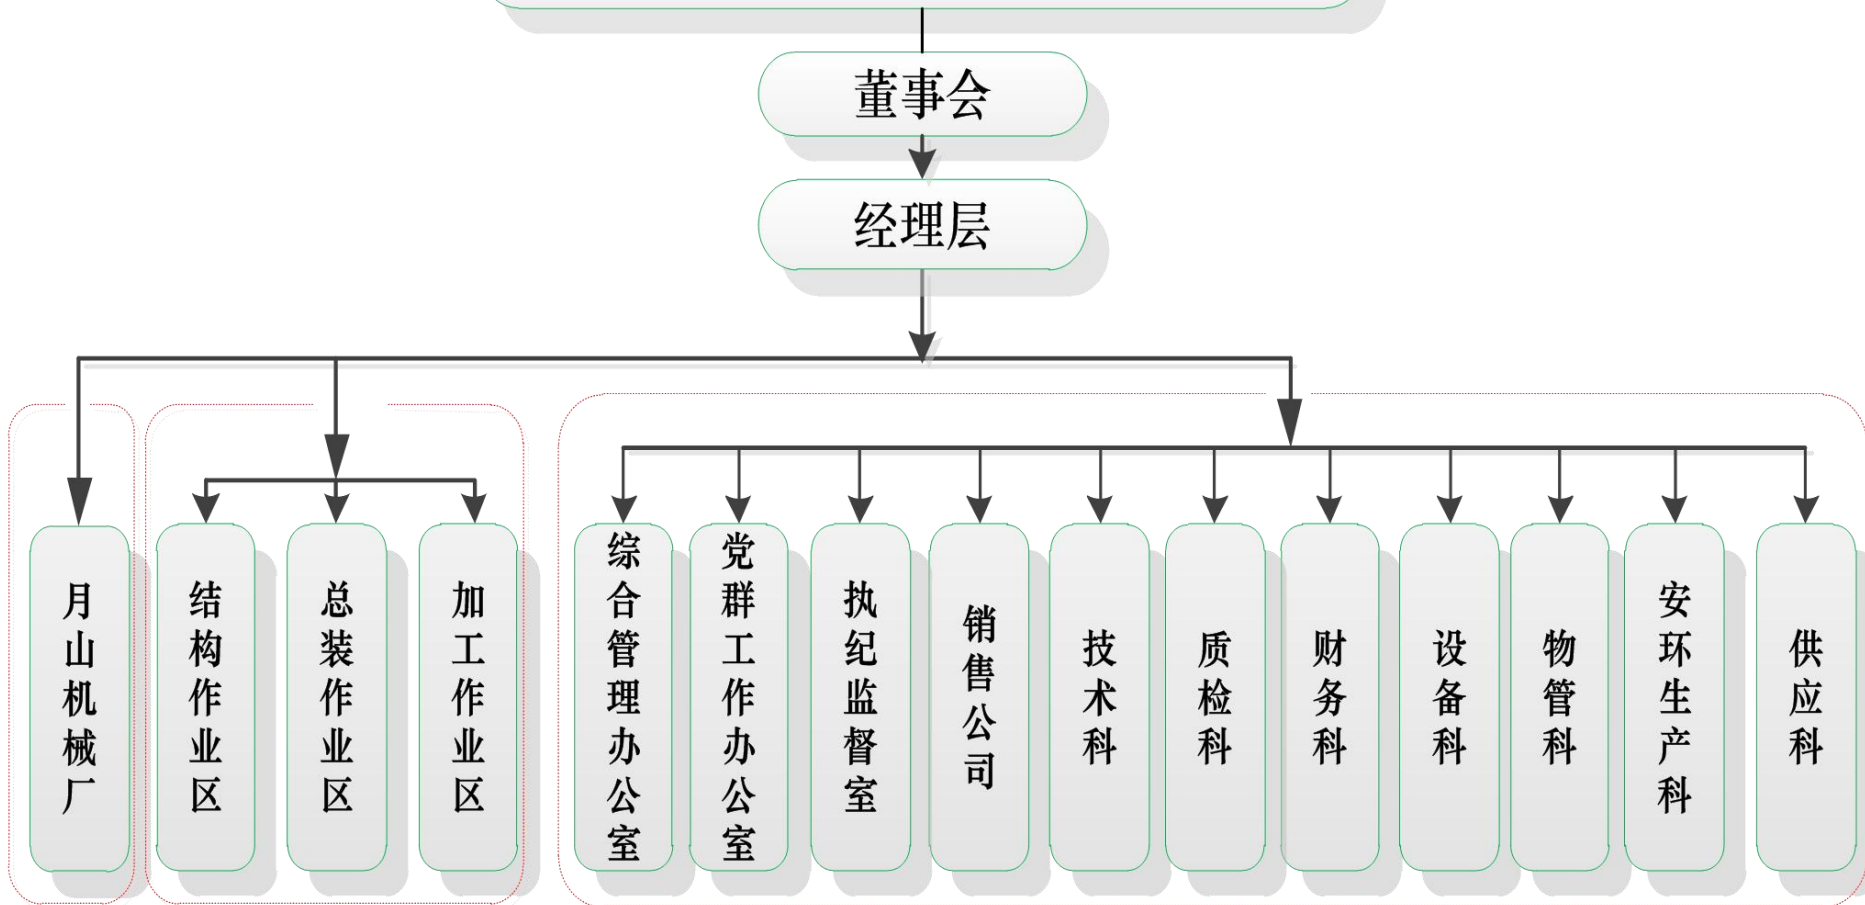 董事会
经理层
月山机械厂
结构作业区
总装作业区
加工作业区
综合管理办公室
党群工作办公室
执纪监督室
销售公司
技术科
质检科
财务科
设备科
物管科
安环生产科
供应科